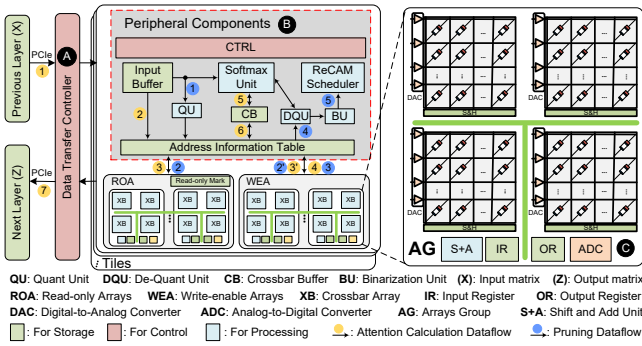 Previous Layer (X)
PCIe
1
Next Layer (Z)
PCIe
7
A
Data Transfer Controller
Peripheral Components B
CTRL
Input Buffer
Softmax Unit
ReCAM Scheduler
1
2
QU
5
CB
6
DQU
4
BU
5
Address Information Table
3 2 2' 3' 4 3
ROA
Read-only Mark
WEA
XB XB XB XB XB XB XB XB
XB XB XB XB XB XB XB XB
Tiles
DAC
S&H
S&H
DAC
S&H
S&H
AG S+A IR OR ADC C
QU: Quant Unit DQU: De-Quant Unit CB: Crossbar Buffer BU: Binarization Unit (X): Input matrix (Z): Output matrix
ROA: Read-only Arrays WEA: Write-enable Arrays XB: Crossbar Array IR: Input Register OR: Output Register
DAC: Digital-to-Analog Converter ADC: Analog-to-Digital Converter AG: Arrays Group S+A: Shift and Add Unit
: For Storage : For Control : For Processing : Attention Calculation Dataflow : Pruning Dataflow